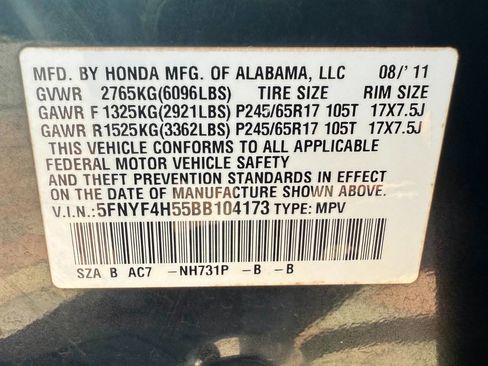 MFD. BY HONDA MFG. OF ALABAMA, LLC 08/'11
GVWR 2765KG(6096LBS) TIRE SIZE RIM SIZE
GAWR F 1325KG(2921LBS) P245/65R17 105T 17X7.5J
GAWR R1525KG(3362LBS) P245/65R17 105T 17X7.5J
THIS VEHICLE CONFORMS TO ALL APPLICABLE
FEDERAL MOTOR VEHICLE SAFETY
AND THEFT PREVENTION STANDARDS IN EFFECT
ON THE DATE OF MANUFACTURE SHOWN ABOVE.
V.I.N.:5FNYF4H55BB104173 TYPE: MPV
SZA B AC7 -NH731P -B -B